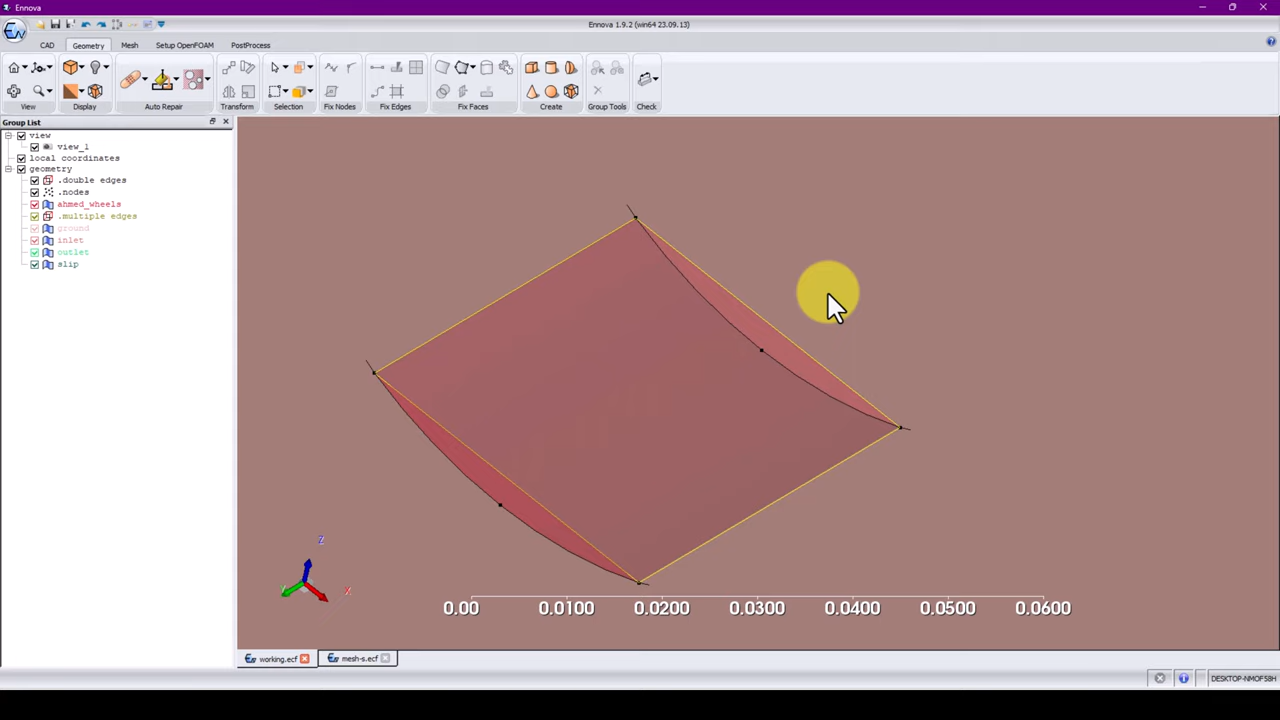 Ennova
Ennova 1.9.2 (win64 23.09.13)
CAD Geometry Mesh Setup OpenFOAM PostProcess
View Display Auto Repair Transform Selection Fix Nodes Fix Edges Fix Faces Create Group Tools Check
Group List
view
view_1
local coordinates
geometry
.double edges
.nodes
ahmed_wheels
.multiple edges
ground
inlet
outlet
slip
Z
Y
X
0.00 0.0100 0.0200 0.0300 0.0400 0.0500 0.0600
working.ecf mesh-s.ecf
DESKTOP-NMOF58H